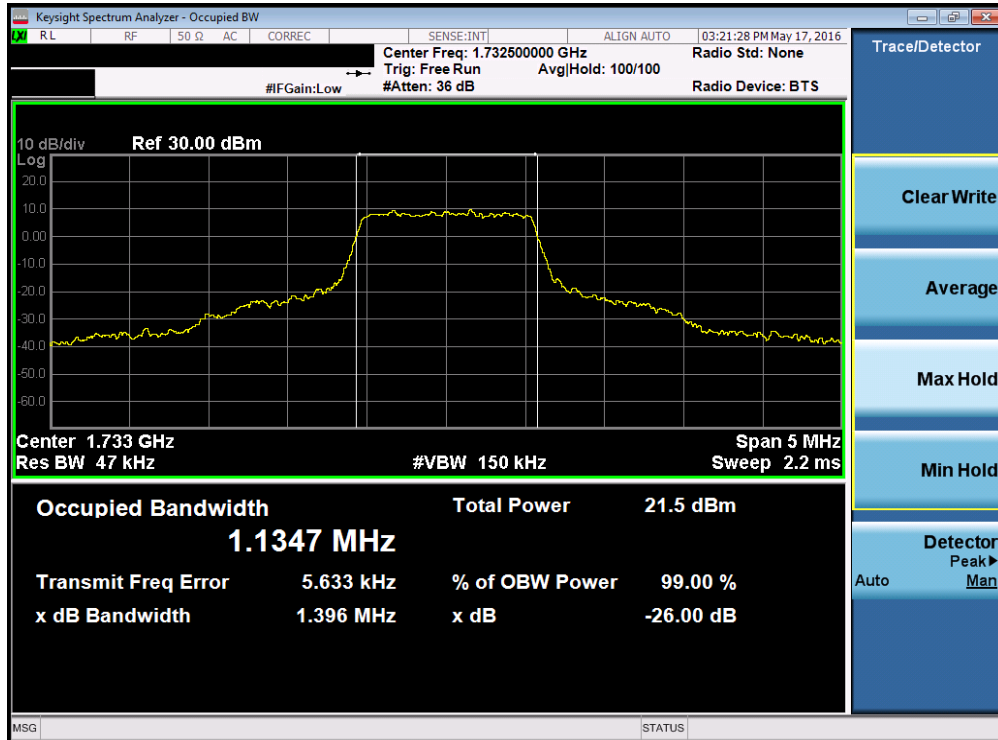 Keysight Spectrum Analyzer - Occupied BW
LXI RL RF 50 Ω AC CORREC SENSE:INT ALIGN AUTO 03:21:28 PM May 17, 2016
Center Freq: 1.732500000 GHz Radio Std: None
Trig: Free Run Avg|Hold: 100/100
#IFGain:Low #Atten: 36 dB Radio Device: BTS
Trace/Detector
10 dB/div Ref 30.00 dBm
Log
20.0
10.0
0.00
-10.0
-20.0
-30.0
-40.0
-50.0
-60.0
Center 1.733 GHz Span 5 MHz
Res BW 47 kHz #VBW 150 kHz Sweep 2.2 ms
Occupied Bandwidth Total Power 21.5 dBm
1.1347 MHz
Transmit Freq Error 5.633 kHz % of OBW Power 99.00 %
x dB Bandwidth 1.396 MHz x dB -26.00 dB
Clear Write
Average
Max Hold
Min Hold
Detector
Peak▶
Auto Man
MSG STATUS